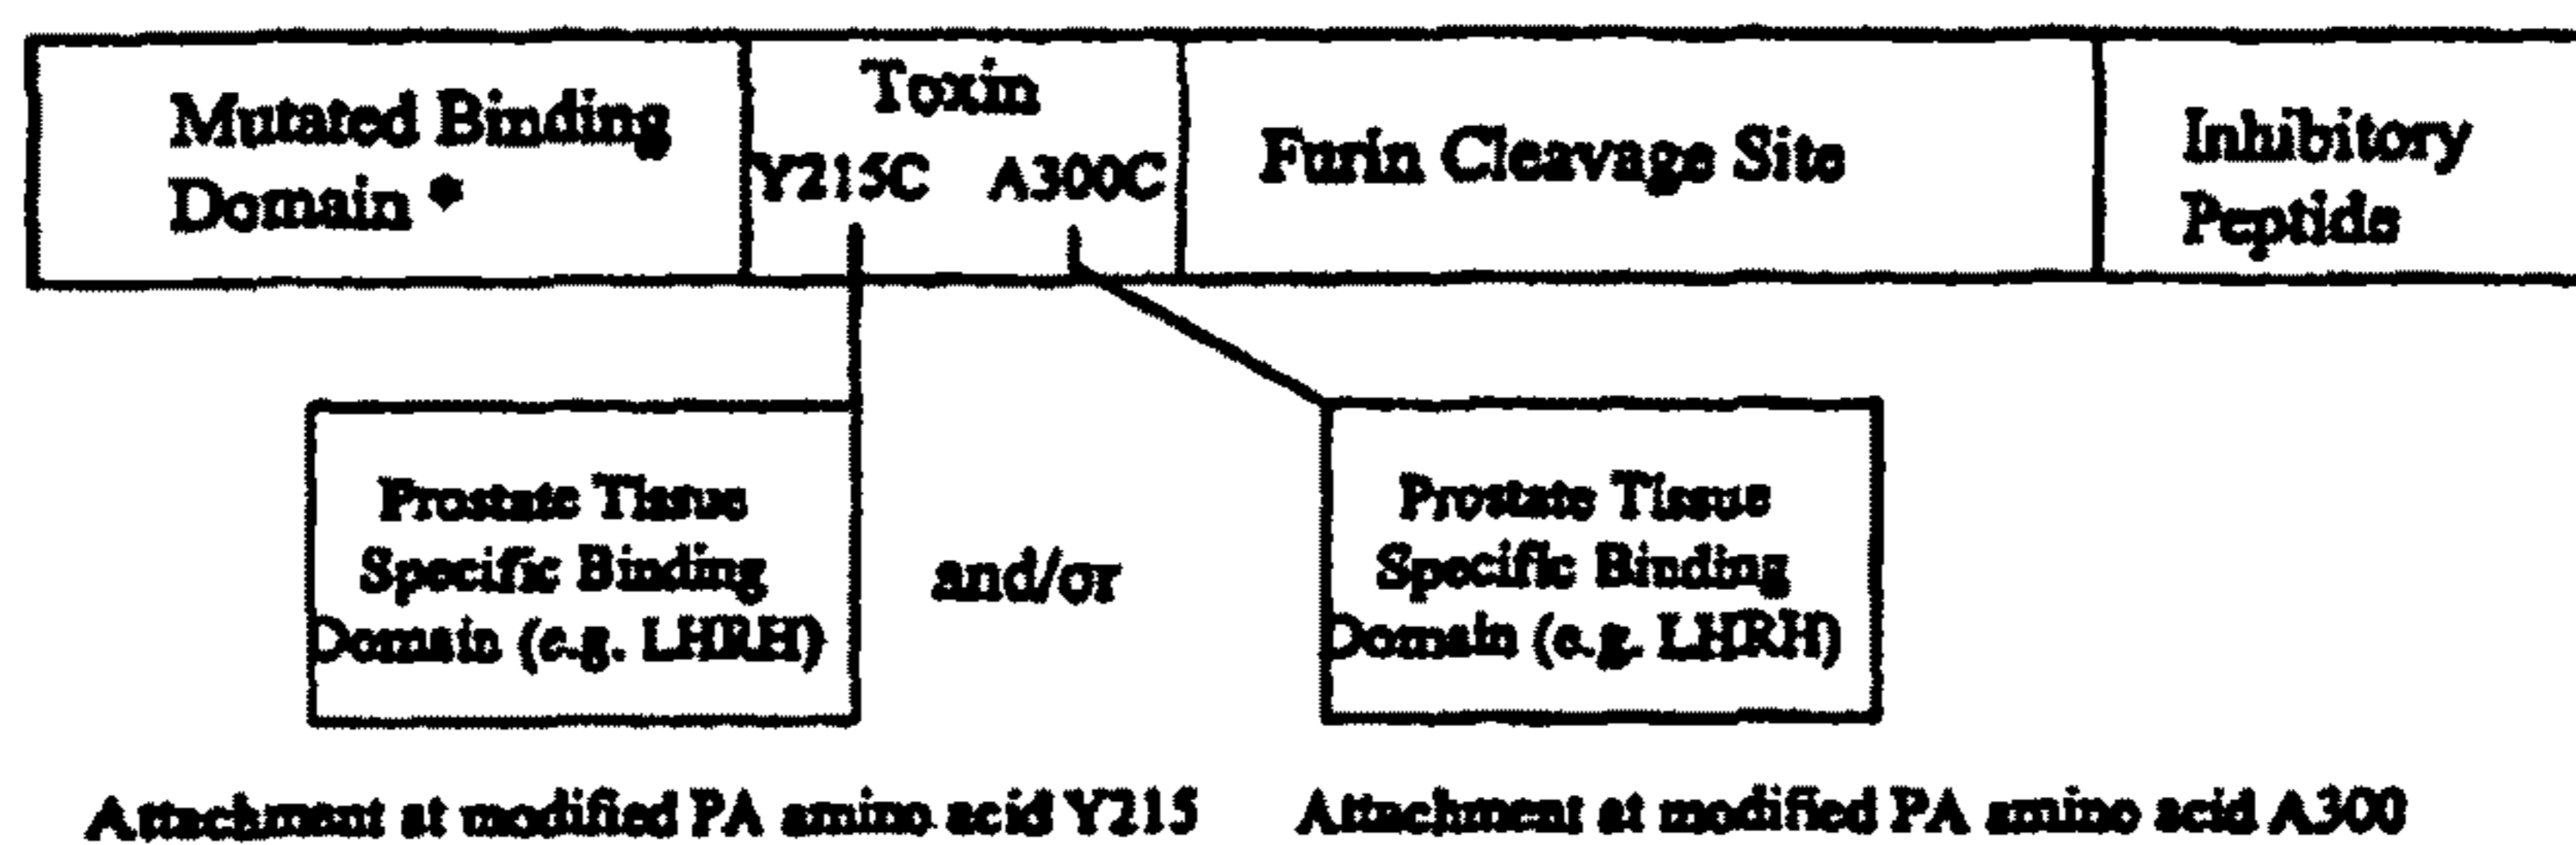 Mutated Binding
Domain *
Toxin
Y215C A300C
Furin Cleavage Site
Inhibitory
Peptide
Prostate Tissue
Specific Binding
Domain (e.g. LHRH)
and/or
Prostate Tissue
Specific Binding
Domain (e.g. LHRH)
Attachment at modified PA amino acid Y215
Attachment at modified PA amino acid A300